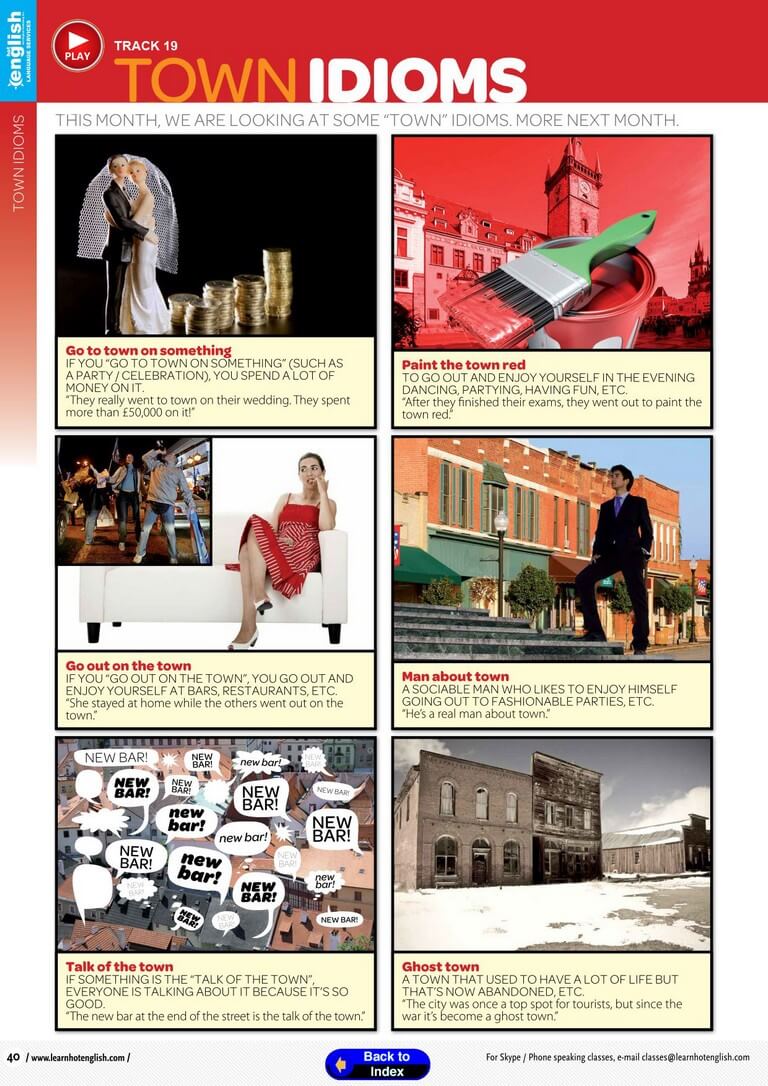 english
LANGUAGE SERVICES
TOWN IDIOMS
PLAY
TRACK 19
TOWN IDIOMS
THIS MONTH, WE ARE LOOKING AT SOME “TOWN” IDIOMS. MORE NEXT MONTH.
Go to town on something
IF YOU “GO TO TOWN ON SOMETHING” (SUCH AS
A PARTY / CELEBRATION), YOU SPEND A LOT OF
MONEY ON IT.
“They really went to town on their wedding. They spent
more than £50,000 on it!”
Paint the town red
TO GO OUT AND ENJOY YOURSELF IN THE EVENING
DANCING, PARTYING, HAVING FUN, ETC.
“After they finished their exams, they went out to paint the
town red.”
Go out on the town
IF YOU “GO OUT ON THE TOWN”, YOU GO OUT AND
ENJOY YOURSELF AT BARS, RESTAURANTS, ETC.
“She stayed at home while the others went out on the
town.”
Man about town
A SOCIABLE MAN WHO LIKES TO ENJOY HIMSELF
GOING OUT TO FASHIONABLE PARTIES, ETC.
“He’s a real man about town.”
NEW BAR!
NEW
BAR!
new bar!
NEW
BAR!
NEW
BAR!
NEW
BAR!
NEW
BAR!
NEW BAR!
new
bar!
new bar!
NEW
BAR!
NEW
BAR!
new
bar!
NEW
BAR!
NEW
BAR!
NEW
BAR!
new
bar!
NEW
BAR!
NEW
BAR!
NEW BAR!
Talk of the town
IF SOMETHING IS THE “TALK OF THE TOWN”,
EVERYONE IS TALKING ABOUT IT BECAUSE IT’S SO
GOOD.
“The new bar at the end of the street is the talk of the town.”
Ghost town
A TOWN THAT USED TO HAVE A LOT OF LIFE BUT
THAT’S NOW ABANDONED, ETC.
“The city was once a top spot for tourists, but since the
war it’s become a ghost town.”
40 / www.learnhotenglish.com /
Back to
Index
For Skype / Phone speaking classes, e-mail classes@learnhotenglish.com